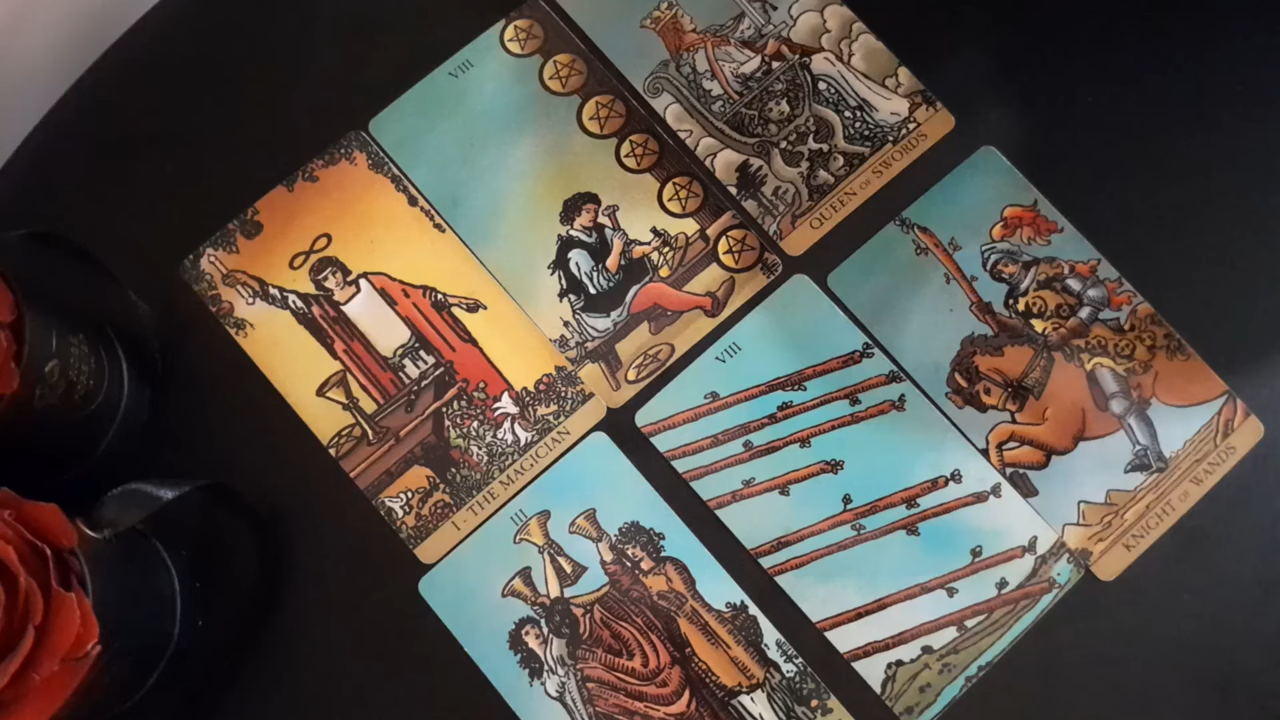 VIII
QUEEN OF SWORDS
I - THE MAGICIAN
VIII
KNIGHT OF WANDS
III